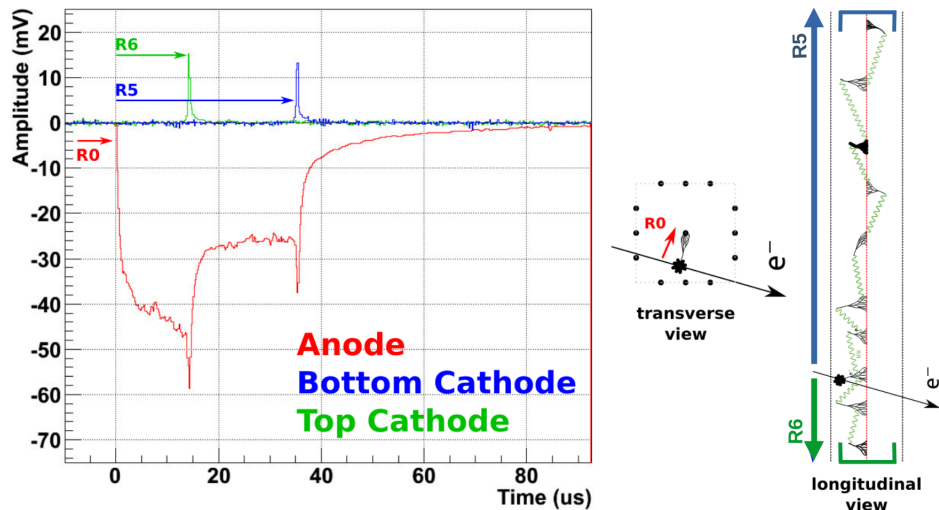 Amplitude (mV)
20
10
0
-10
-20
-30
-40
-50
-60
-70
R6
R5
R0
Anode
Bottom Cathode
Top Cathode
0
20
40
60
80
Time (us)
R0
e⁻
transverse
view
R5
R6
e⁻
longitudinal
view